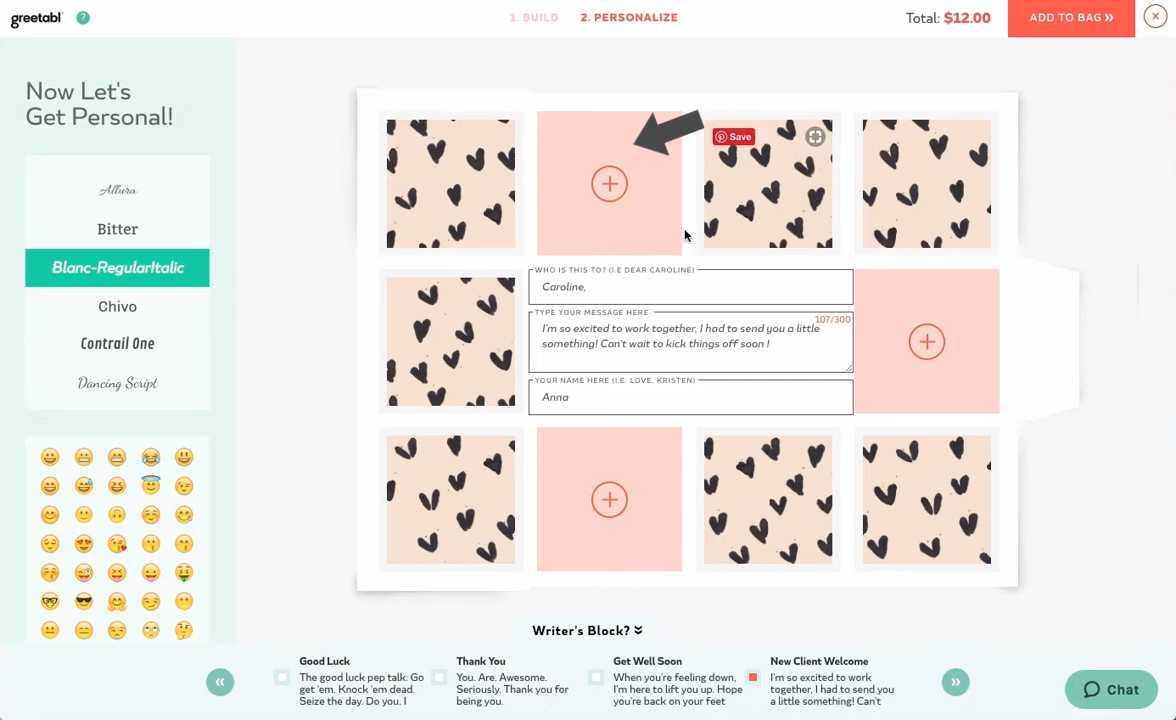 greetabl
?
1. BUILD
2. PERSONALIZE
Total: $12.00
ADD TO BAG »
Now Let's
Get Personal!
Allura
Bitter
Blanc-RegularItalic
Chivo
Contrail One
Dancing Script
Save
WHO IS THIS TO? (I.E DEAR CAROLINE)
Caroline,
TYPE YOUR MESSAGE HERE.
107/300
I'm so excited to work together, I had to send you a little
something! Can't wait to kick things off soon !
YOUR NAME HERE (I.E. LOVE, KRISTEN)
Anna
Writer's Block?
Good Luck
The good luck pep talk: Go
get 'em. Knock 'em dead.
Seize the day. Do you. I
Thank You
You. Are. Awesome.
Seriously. Thank you for
being you.
Get Well Soon
When you're feeling down,
I'm here to lift you up. Hope
you're back on your feet
New Client Welcome
I'm so excited to work
together, I had to send you
a little something! Can't
Chat